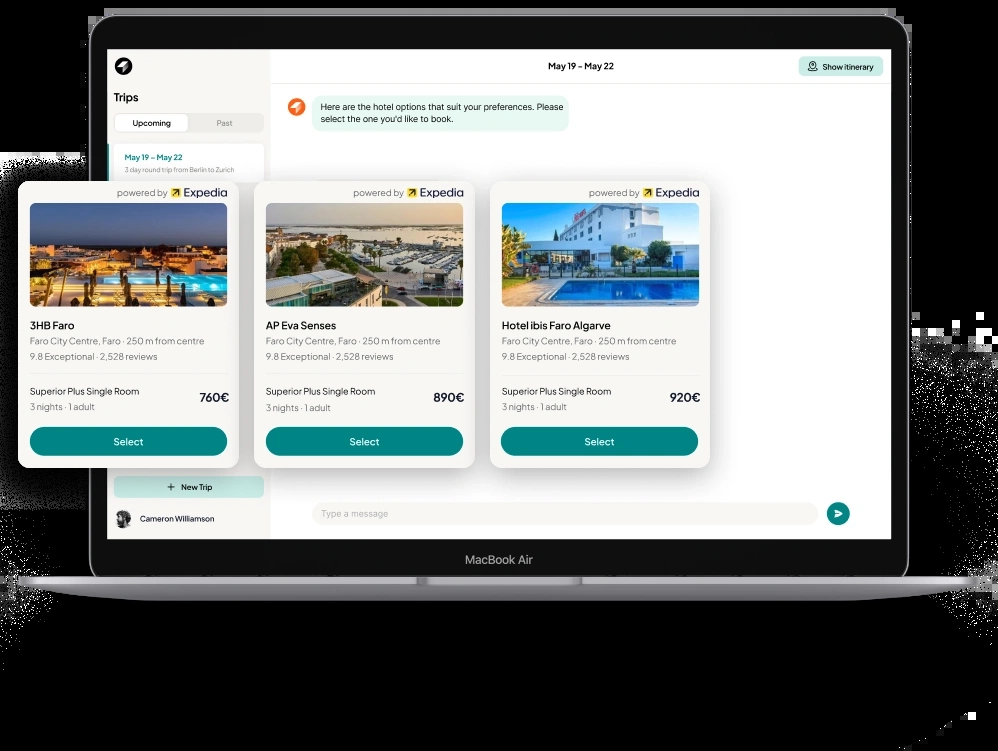 May 19 – May 22
Show itinerary
Trips
Upcoming
Past
May 19 – May 22
3 day round trip from Berlin to Zurich
Here are the hotel options that suit your preferences. Please
select the one you'd like to book.
powered by Expedia
3HB Faro
Faro City Centre, Faro · 250 m from centre
9.8 Exceptional · 2,528 reviews
Superior Plus Single Room
3 nights · 1 adult
760€
Select
powered by Expedia
AP Eva Senses
Faro City Centre, Faro · 250 m from centre
9.8 Exceptional · 2,528 reviews
Superior Plus Single Room
3 nights · 1 adult
890€
Select
powered by Expedia
Hotel ibis Faro Algarve
Faro City Centre, Faro · 250 m from centre
9.8 Exceptional · 2,528 reviews
Superior Plus Single Room
3 nights · 1 adult
920€
Select
+ New Trip
Cameron Williamson
Type a message
MacBook Air